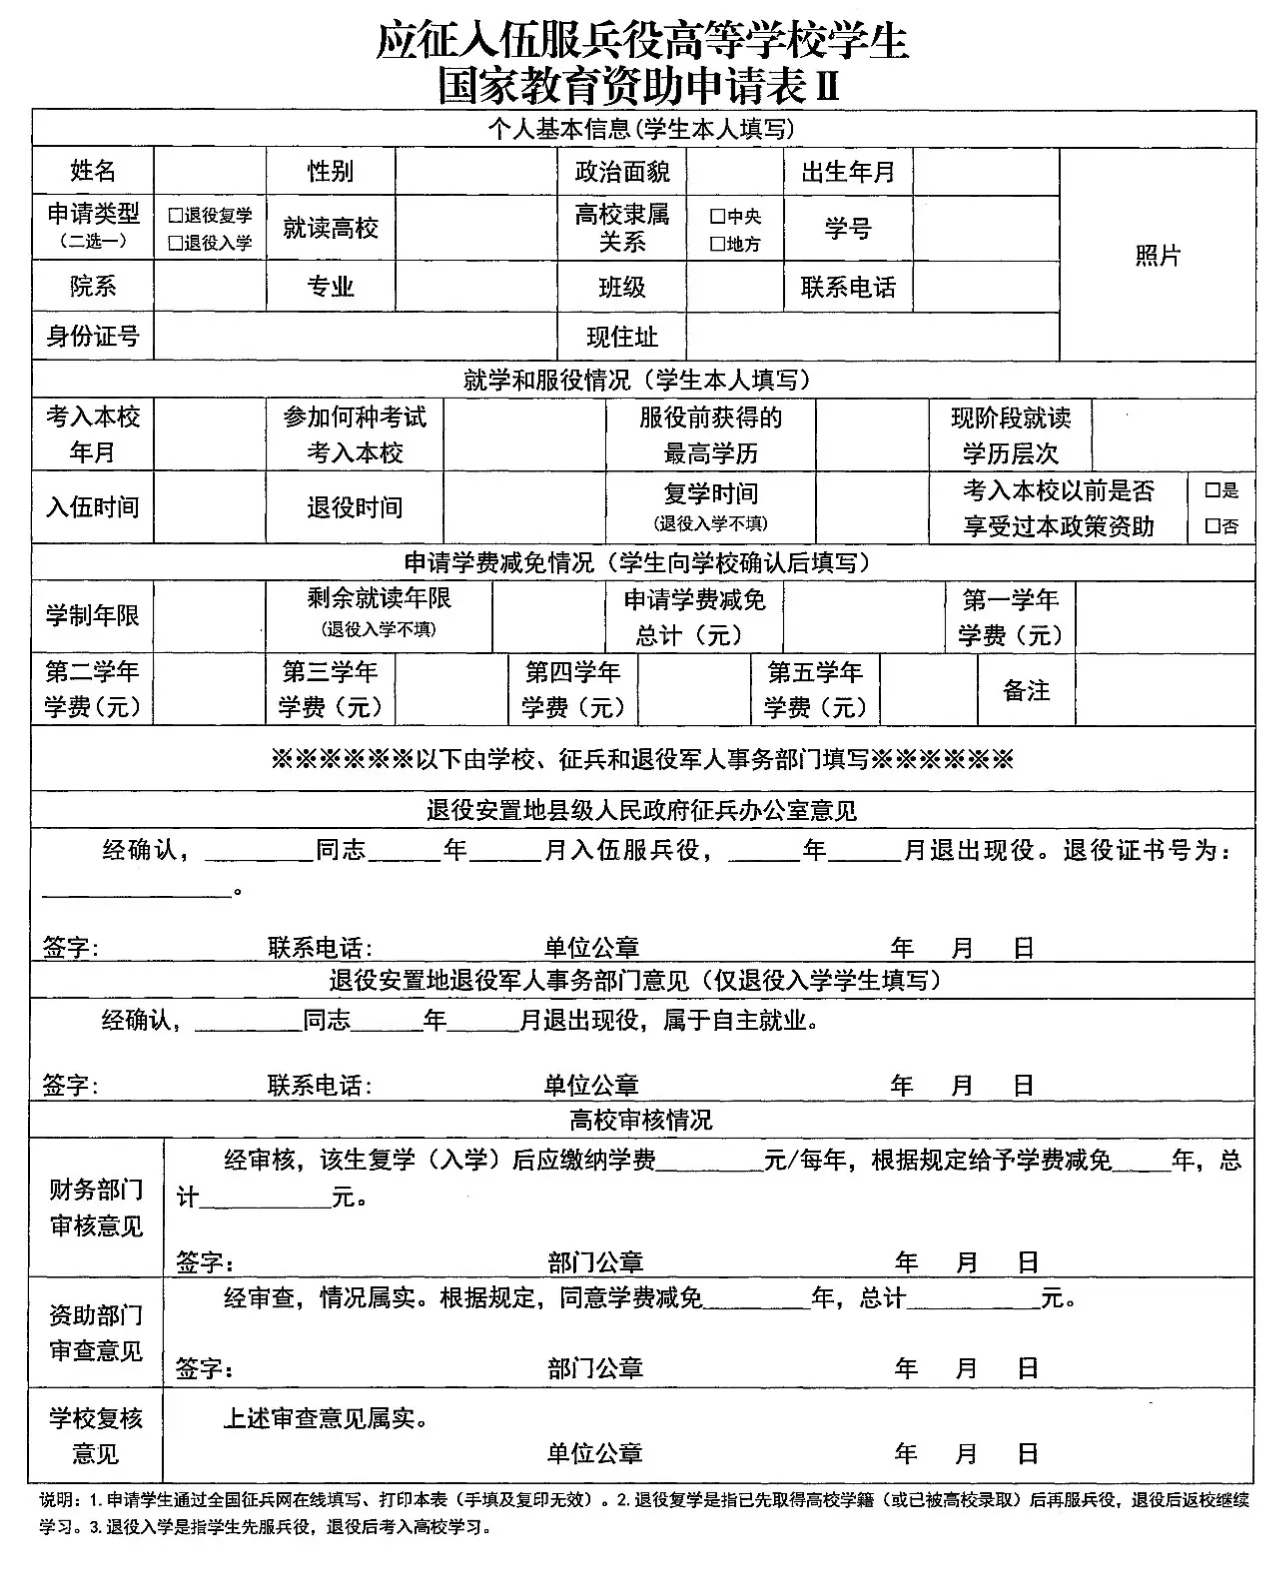 应征入伍服兵役高等学校学生
国家教育资助申请表Ⅱ
个人基本信息(学生本人填写)
姓名 性别 政治面貌 出生年月 照片
申请类型（二选一） □退役复学 □退役入学 就读高校 高校隶属关系 □中央 □地方 学号
院系 专业 班级 联系电话
身份证号 现住址
就学和服役情况（学生本人填写）
考入本校年月 参加何种考试考入本校 服役前获得的最高学历 现阶段就读学历层次
入伍时间 退役时间 复学时间(退役入学不填) 考入本校以前是否享受过本政策资助 □是 □否
申请学费减免情况（学生向学校确认后填写）
学制年限 剩余就读年限(退役入学不填) 申请学费减免总计（元） 第一学年学费（元）
第二学年学费(元) 第三学年学费（元） 第四学年学费（元） 第五学年学费（元） 备注
※※※※※※以下由学校、征兵和退役军人事务部门填写※※※※※※
退役安置地县级人民政府征兵办公室意见
经确认，_________同志______年______月入伍服兵役，______年______月退出现役。退役证书号为：
________________。
签字: 联系电话: 单位公章 年 月 日
退役安置地退役军人事务部门意见（仅退役入学学生填写）
经确认，_________同志______年______月退出现役，属于自主就业。
签字: 联系电话: 单位公章 年 月 日
高校审核情况
财务部门审核意见
经审核，该生复学（入学）后应缴纳学费_________元/每年，根据规定给予学费减免_____年，总
计___________元。
签字： 部门公章 年 月 日
资助部门审查意见
经审查，情况属实。根据规定，同意学费减免_________年，总计___________元。
签字： 部门公章 年 月 日
学校复核意见
上述审查意见属实。
单位公章 年 月 日
说明：1.申请学生通过全国征兵网在线填写、打印本表（手填及复印无效）。2.退役复学是指已先取得高校学籍（或已被高校录取）后再服兵役，退役后返校继续
学习。3.退役入学是指学生先服兵役，退役后考入高校学习。